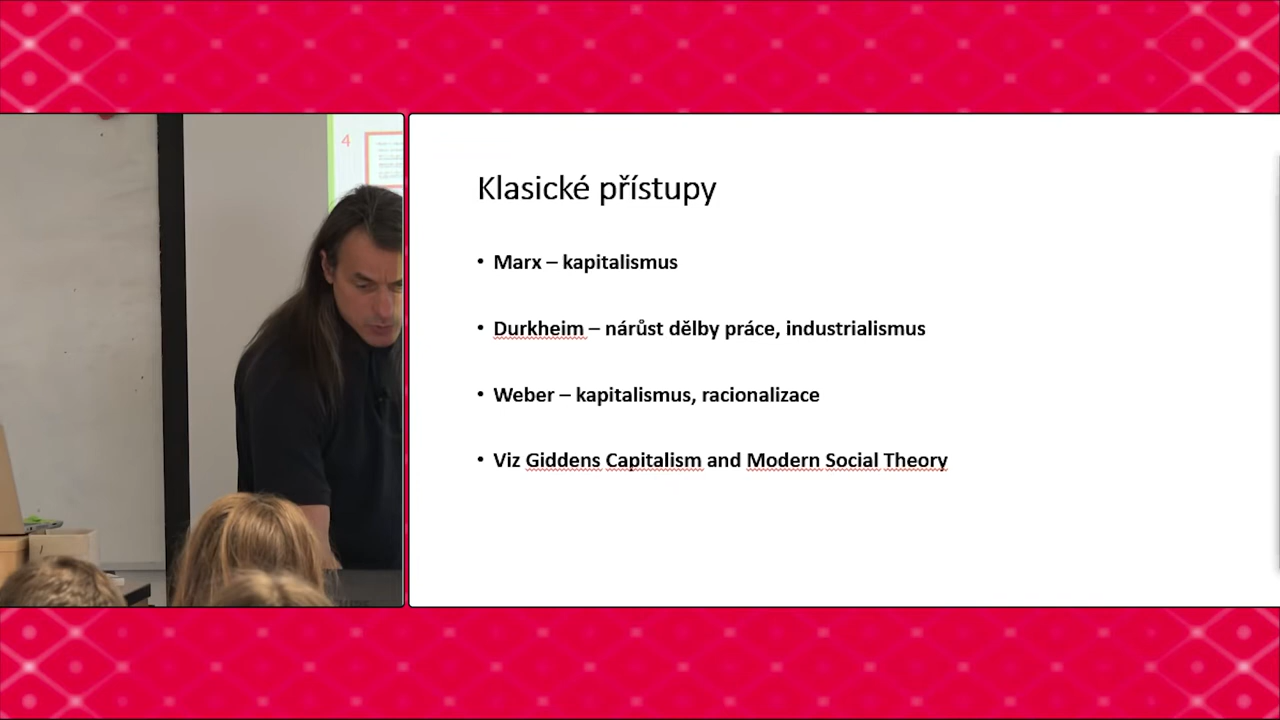 4
Klasické přístupy
• Marx – kapitalismus
• Durkheim – nárůst dělby práce, industrialismus
• Weber – kapitalismus, racionalizace
• Viz Giddens Capitalism and Modern Social Theory